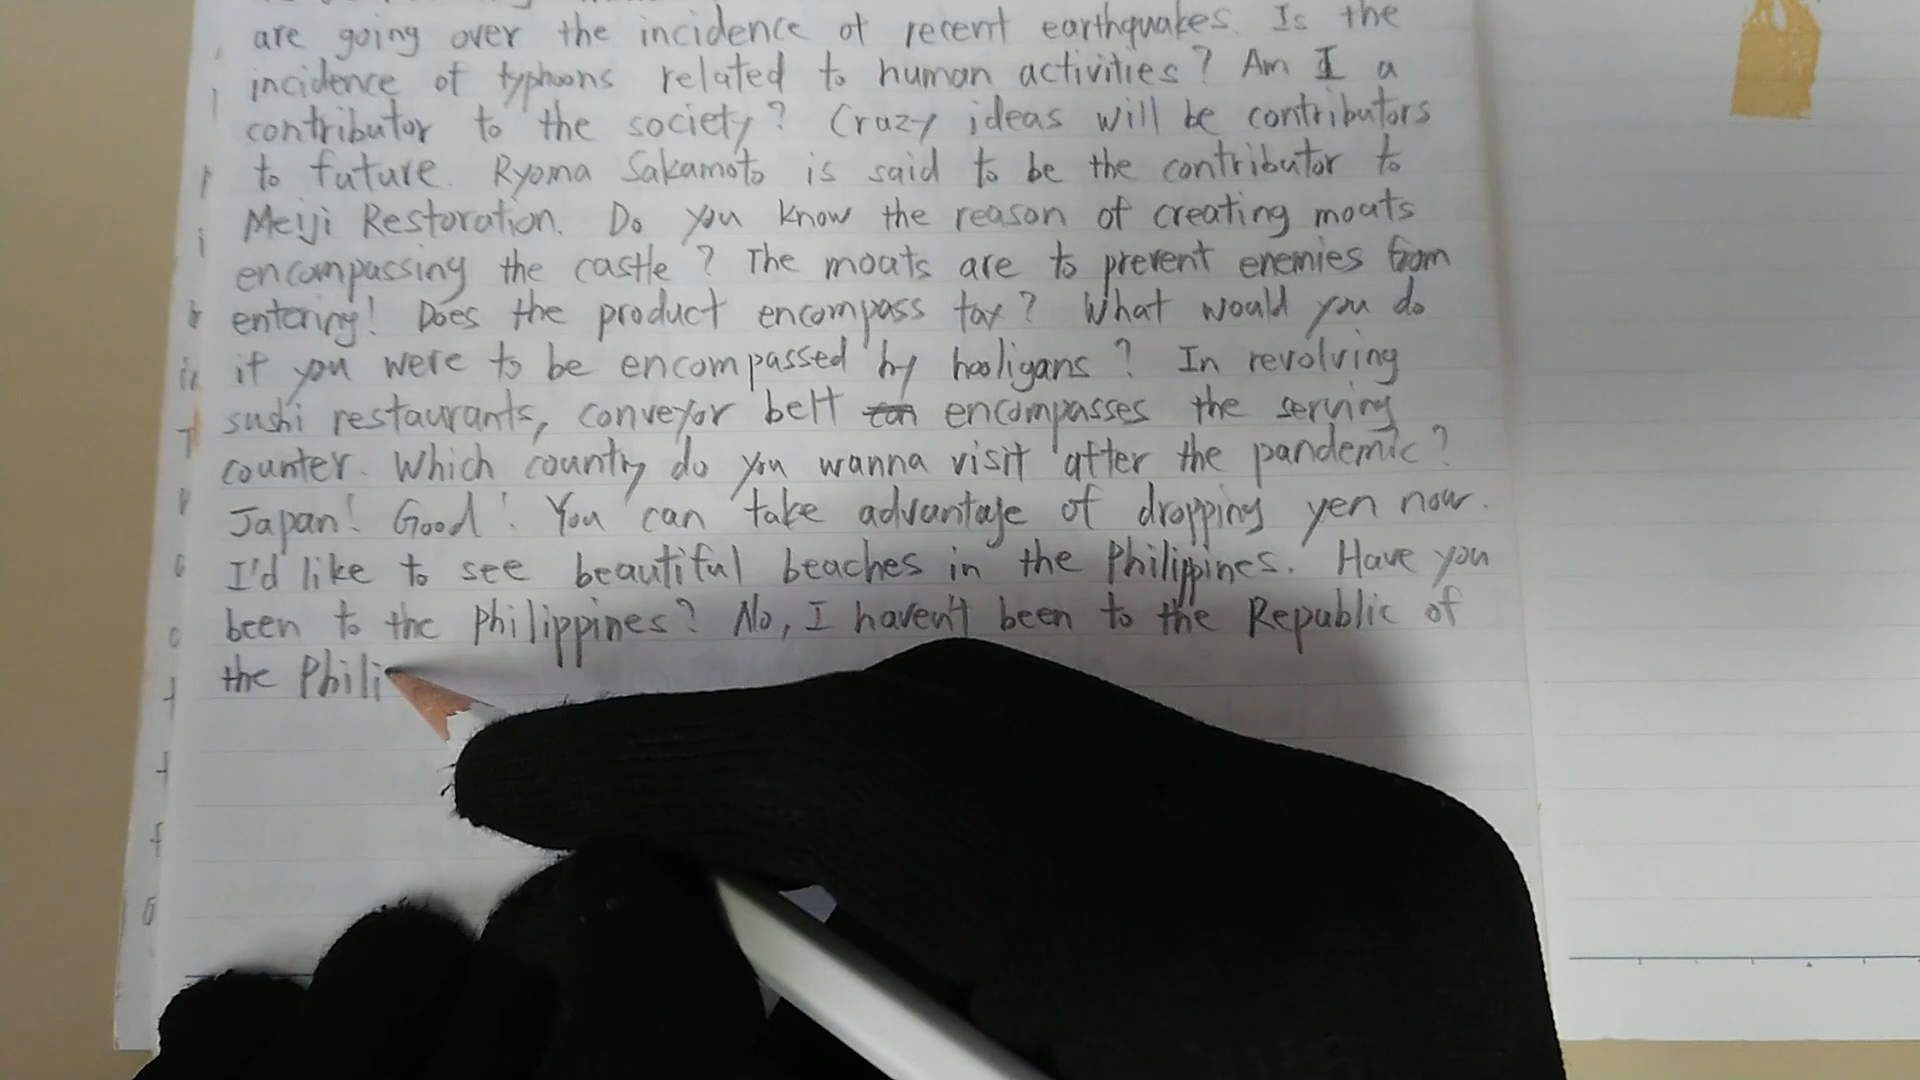 are going over the incidence of recent earthquakes. Is the
incidence of typhoons related to human activities? Am I a
contributor to the society? Crazy ideas will be contributors
to future. Ryoma Sakamoto is said to be the contributor to
Meiji Restoration. Do you know the reason of creating moats
encompassing the castle? The moats are to prevent enemies from
entering! Does the product encompass tax? What would you do
if you were to be encompassed by hooligans? In revolving
sushi restaurants, conveyor belt encompasses the serving
counter. Which country do you wanna visit after the pandemic?
Japan! Good! You can take advantage of dropping yen now.
I'd like to see beautiful beaches in the Philippines. Have you
been to the Philippines? No, I haven't been to the Republic of
the Phili